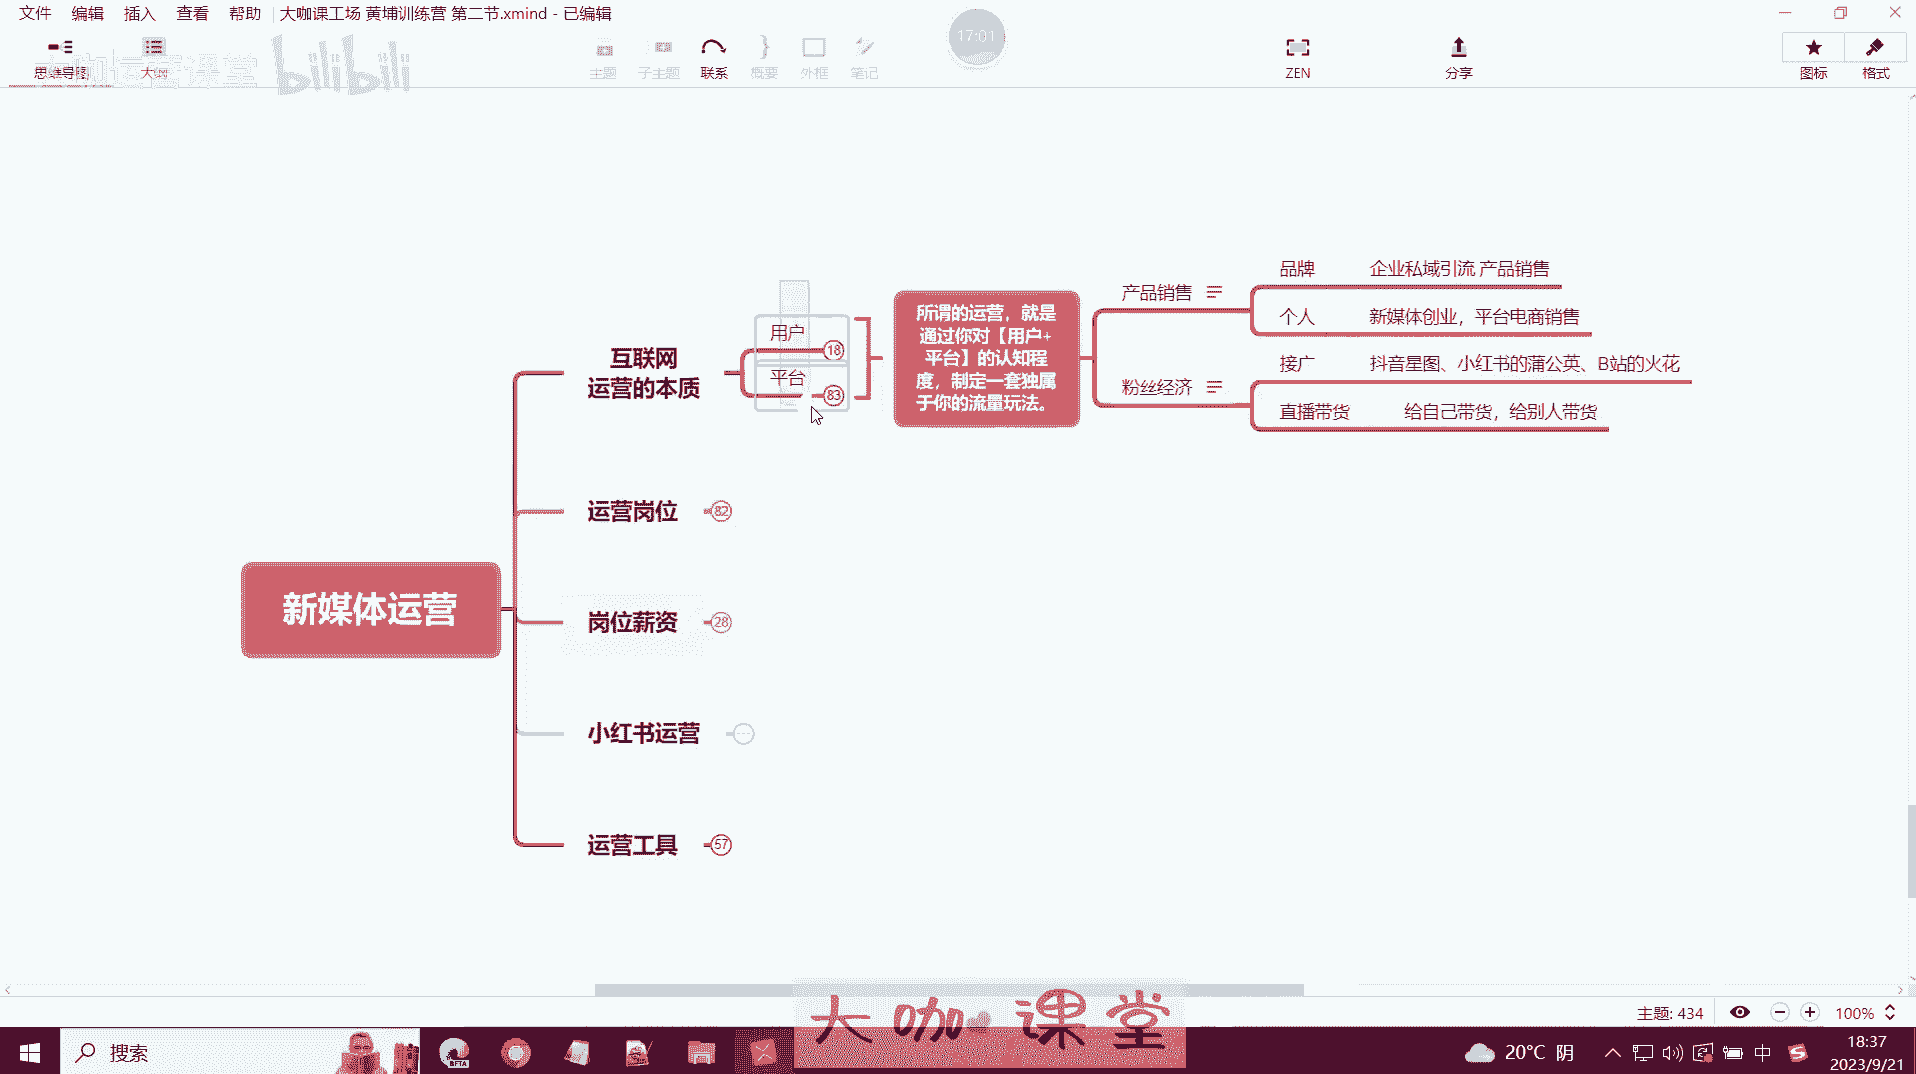 文件 编辑 插入 查看 帮助 大咖课工场 黄埔训练营 第二节.xmind - 已编辑
17:01
大咖运营课堂 bilibili
思维导图 大纲 主题 子主题 联系 概要 外框 笔记 ZEN 分享 图标 格式
新媒体运营
互联网
运营的本质
用户 18
平台 83
所谓的运营，就是
通过你对【用户+
平台】的认知程
度，制定一套独属
于你的流量玩法。
产品销售
品牌 企业私域引流 产品销售
个人 新媒体创业，平台电商销售
粉丝经济
接广 抖音星图、小红书的蒲公英、B站的火花
直播带货 给自己带货，给别人带货
运营岗位 82
岗位薪资 28
小红书运营
运营工具 57
主题: 434 100%
大咖课堂
搜索
BETA
20°C 阴
中
18:37
2023/9/21